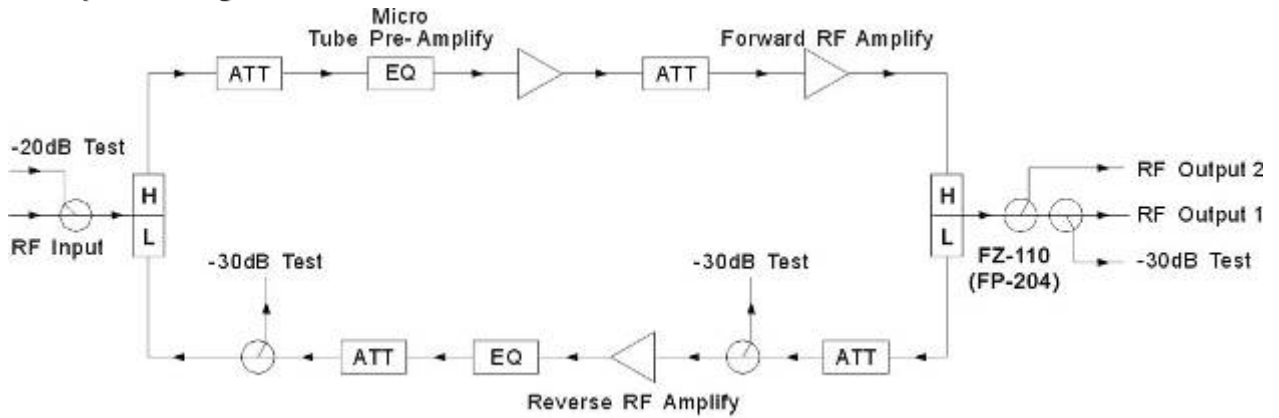 Micro
Tube Pre-Amplify
Forward RF Amplify
ATT
EQ
ATT
-20dB Test
RF Input
H
L
H
L
RF Output 2
RF Output 1
-30dB Test
FZ-110
(FP-204)
-30dB Test
-30dB Test
ATT
EQ
ATT
Reverse RF Amplify